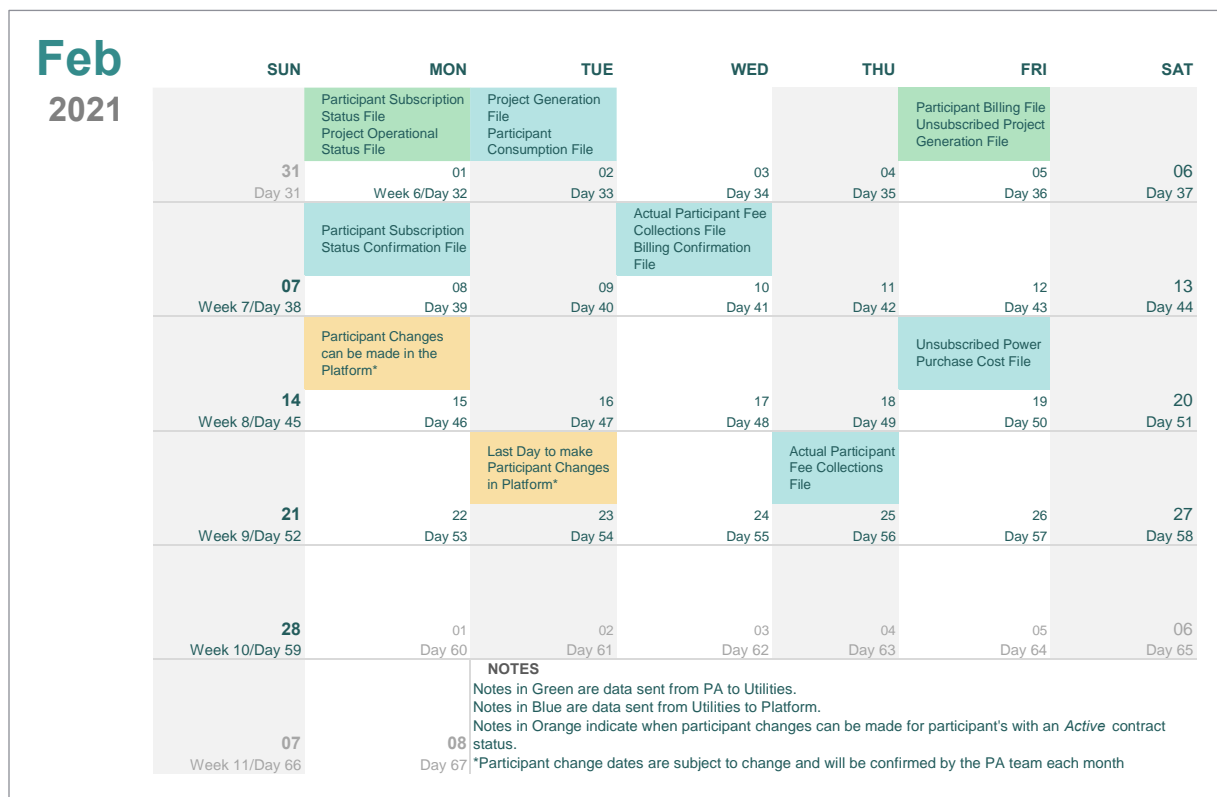 Feb
2021
SUN MON TUE WED THU FRI SAT
Participant Subscription
Status File
Project Operational
Status File
Project Generation
File
Participant
Consumption File
Participant Billing File
Unsubscribed Project
Generation File
31 01 02 03 04 05 06
Day 31 Week 6/Day 32 Day 33 Day 34 Day 35 Day 36 Day 37
Participant Subscription
Status Confirmation File
Actual Participant Fee
Collections File
Billing Confirmation
File
07 08 09 10 11 12 13
Week 7/Day 38 Day 39 Day 40 Day 41 Day 42 Day 43 Day 44
Participant Changes
can be made in the
Platform*
Unsubscribed Power
Purchase Cost File
14 15 16 17 18 19 20
Week 8/Day 45 Day 46 Day 47 Day 48 Day 49 Day 50 Day 51
Last Day to make
Participant Changes
in Platform*
Actual Participant
Fee Collections
File
21 22 23 24 25 26 27
Week 9/Day 52 Day 53 Day 54 Day 55 Day 56 Day 57 Day 58
28 01 02 03 04 05 06
Week 10/Day 59 Day 60 Day 61 Day 62 Day 63 Day 64 Day 65
07 08
Week 11/Day 66 Day 67
NOTES
Notes in Green are data sent from PA to Utilities.
Notes in Blue are data sent from Utilities to Platform.
Notes in Orange indicate when participant changes can be made for participant's with an Active contract
status.
*Participant change dates are subject to change and will be confirmed by the PA team each month